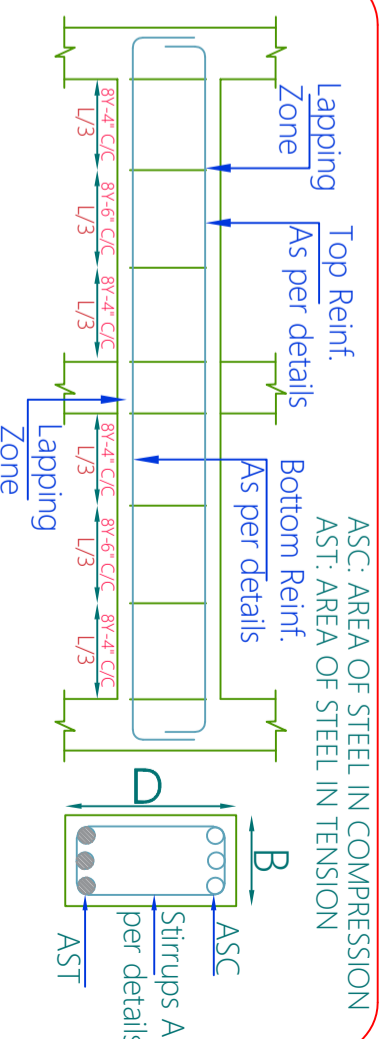 ASC: AREA OF STEEL IN COMPRESSION
AST: AREA OF STEEL IN TENSION
Lapping
Zone
Top Reinf.
As per details
Bottom Reinf.
As per details
8Y-4" C/C
8Y-6" C/C
8Y-4" C/C
8Y-4" C/C
8Y-6" C/C
8Y-4" C/C
L/3
L/3
L/3
L/3
L/3
L/3
Lapping
Zone
B
D
ASC
Stirrups A
per details
AST